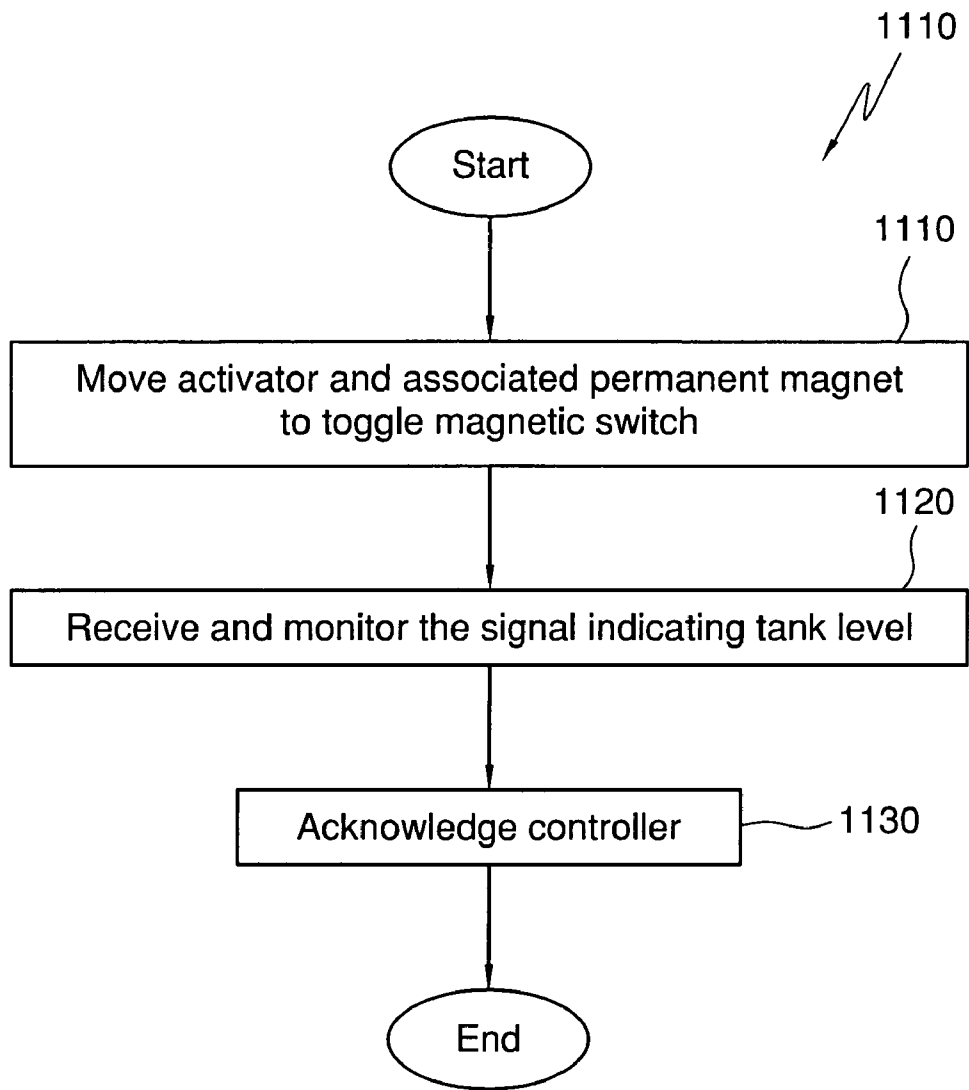 1110
Start
1110
Move activator and associated permanent magnet
to toggle magnetic switch
1120
Receive and monitor the signal indicating tank level
Acknowledge controller
1130
End